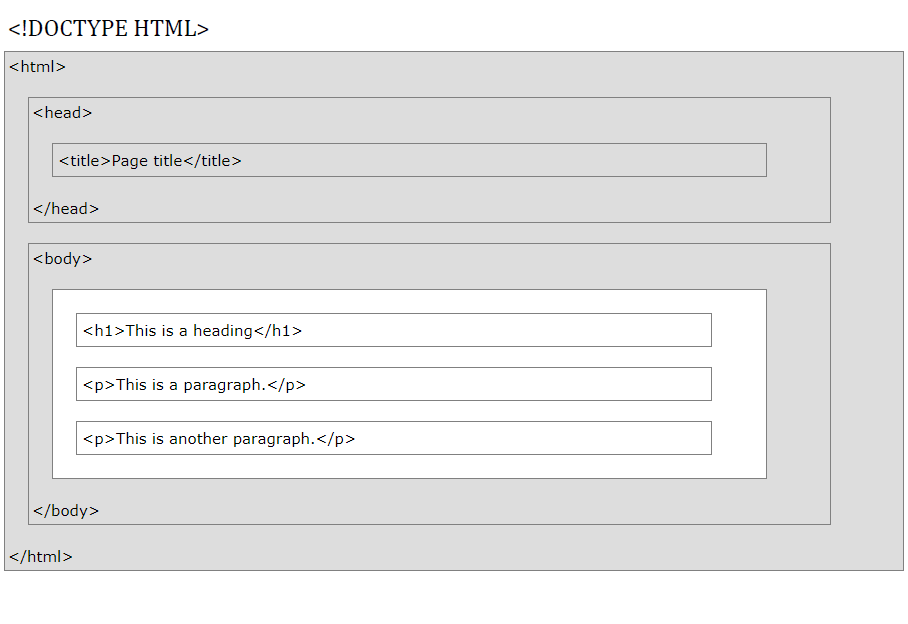 <!DOCTYPE HTML>
<html>
<head>
<title>Page title</title>
</head>
<body>
<h1>This is a heading</h1>
<p>This is a paragraph.</p>
<p>This is another paragraph.</p>
</body>
</html>